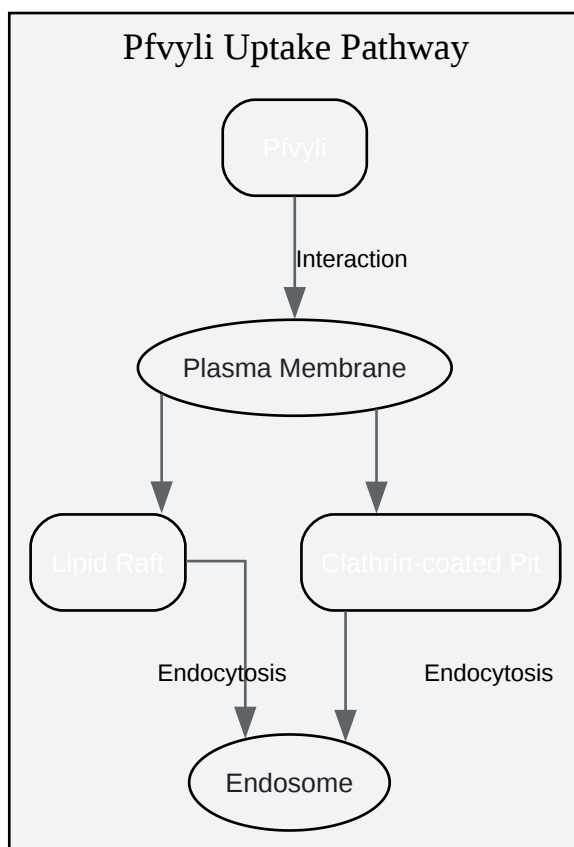 Pfvyli Uptake Pathway
Pfvyli
Interaction
Plasma Membrane
Lipid Raft
Clathrin-coated Pit
Endocytosis
Endocytosis
Endosome